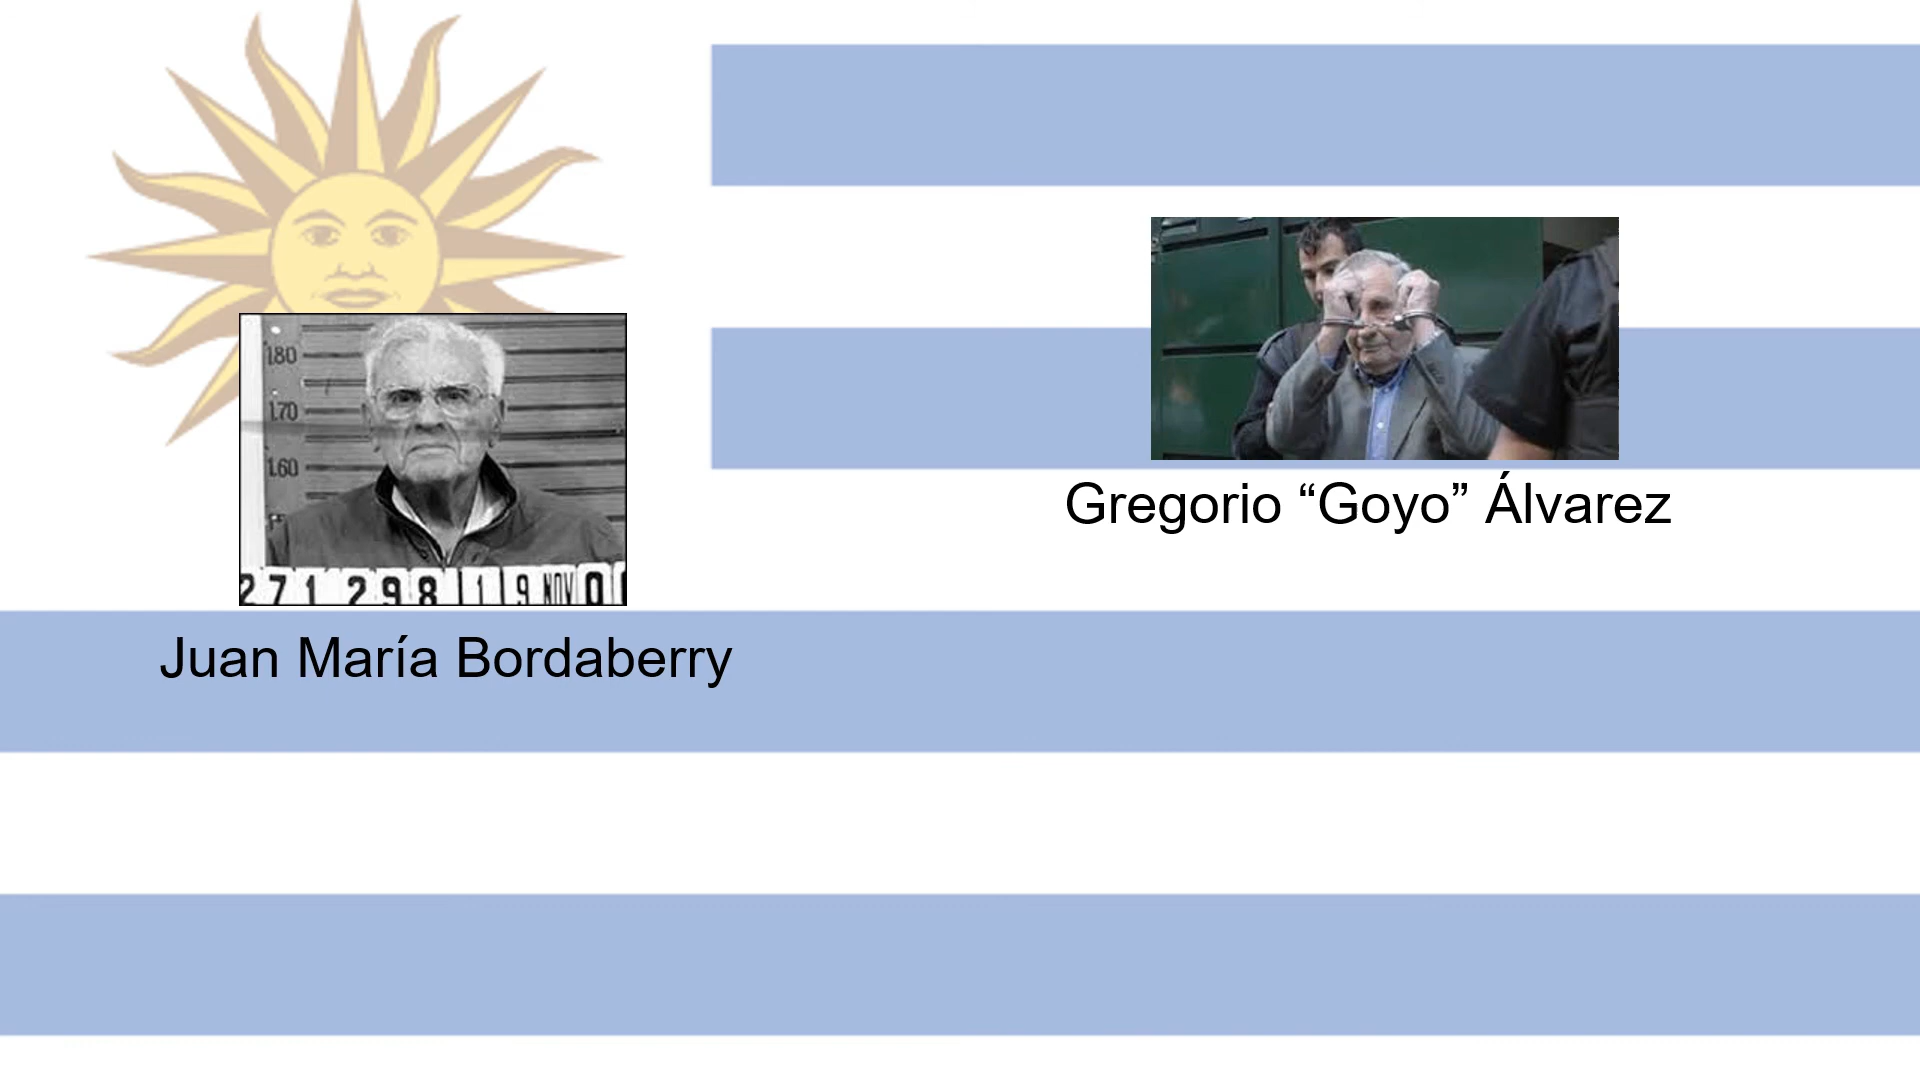 180
170
160
271 298 19 NOV 0
Juan María Bordaberry
Gregorio “Goyo” Álvarez